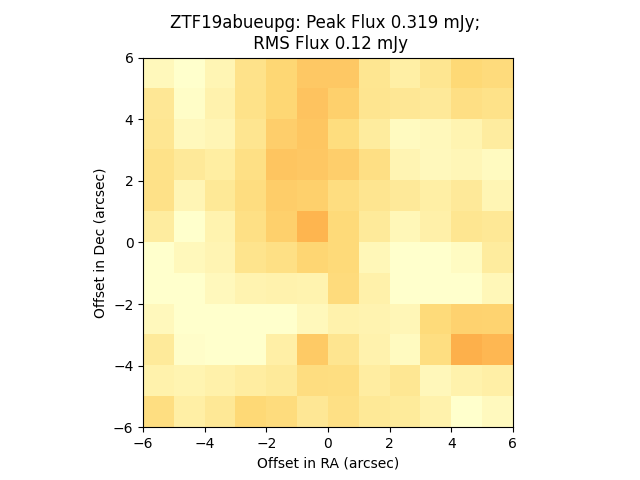 ZTF19abueupg: Peak Flux 0.319 mJy;
RMS Flux 0.12 mJy
6
4
2
0
−2
−4
−6
Offset in Dec (arcsec)
−6 −4 −2 0 2 4 6
Offset in RA (arcsec)